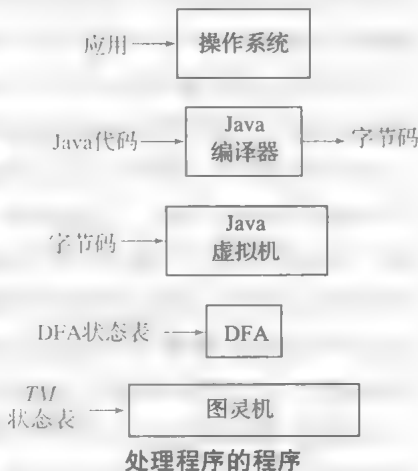 应用
操作系统
Java代码
Java
编译器
字节码
字节码
Java
虚拟机
DFA状态表
DFA
TM
状态表
图灵机
处理程序的程序